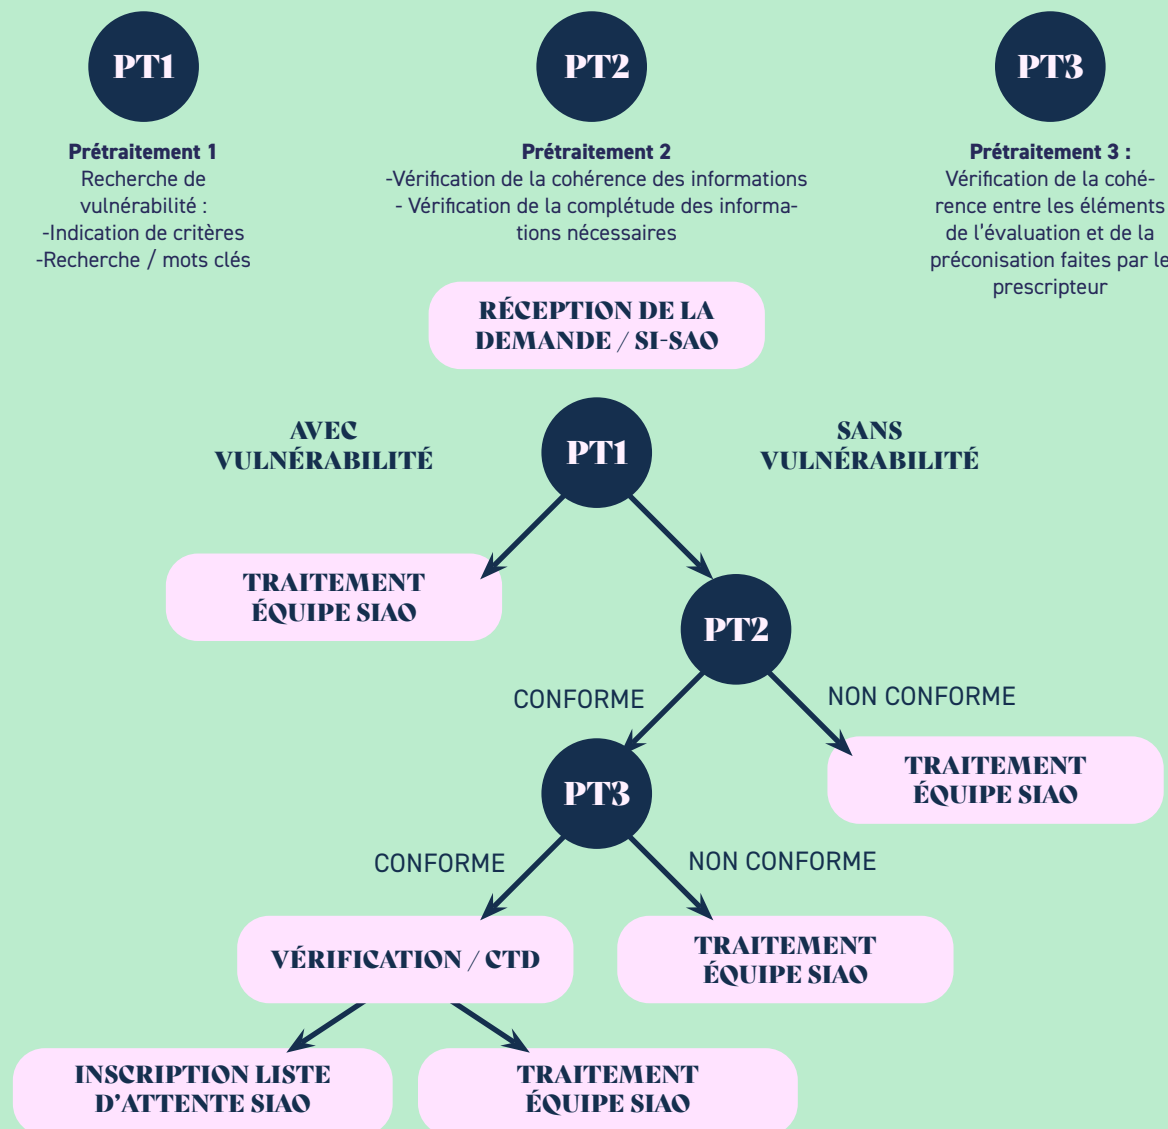 PT1
Prétraitement 1
Recherche de
vulnérabilité :
-Indication de critères
-Recherche / mots clés
PT2
Prétraitement 2
-Vérification de la cohérence des informations
- Vérification de la complétude des informa-
tions nécessaires
PT3
Prétraitement 3 :
Vérification de la cohé-
rence entre les éléments
de l'évaluation et de la
préconisation faites par le
prescripteur
RÉCEPTION DE LA
DEMANDE / SI-SAO
AVEC
VULNÉRABILITÉ
PT1
SANS
VULNÉRABILITÉ
TRAITEMENT
ÉQUIPE SIAO
PT2
CONFORME
NON CONFORME
PT3
TRAITEMENT
ÉQUIPE SIAO
CONFORME
NON CONFORME
VÉRIFICATION / CTD
TRAITEMENT
ÉQUIPE SIAO
INSCRIPTION LISTE
D'ATTENTE SIAO
TRAITEMENT
ÉQUIPE SIAO